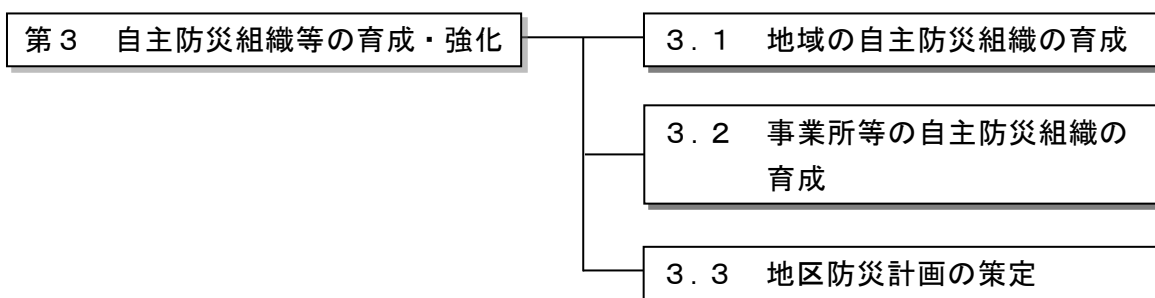 第3　自主防災組織等の育成・強化
3．1　地域の自主防災組織の育成
3．2　事業所等の自主防災組織の
育成
3．3　地区防災計画の策定